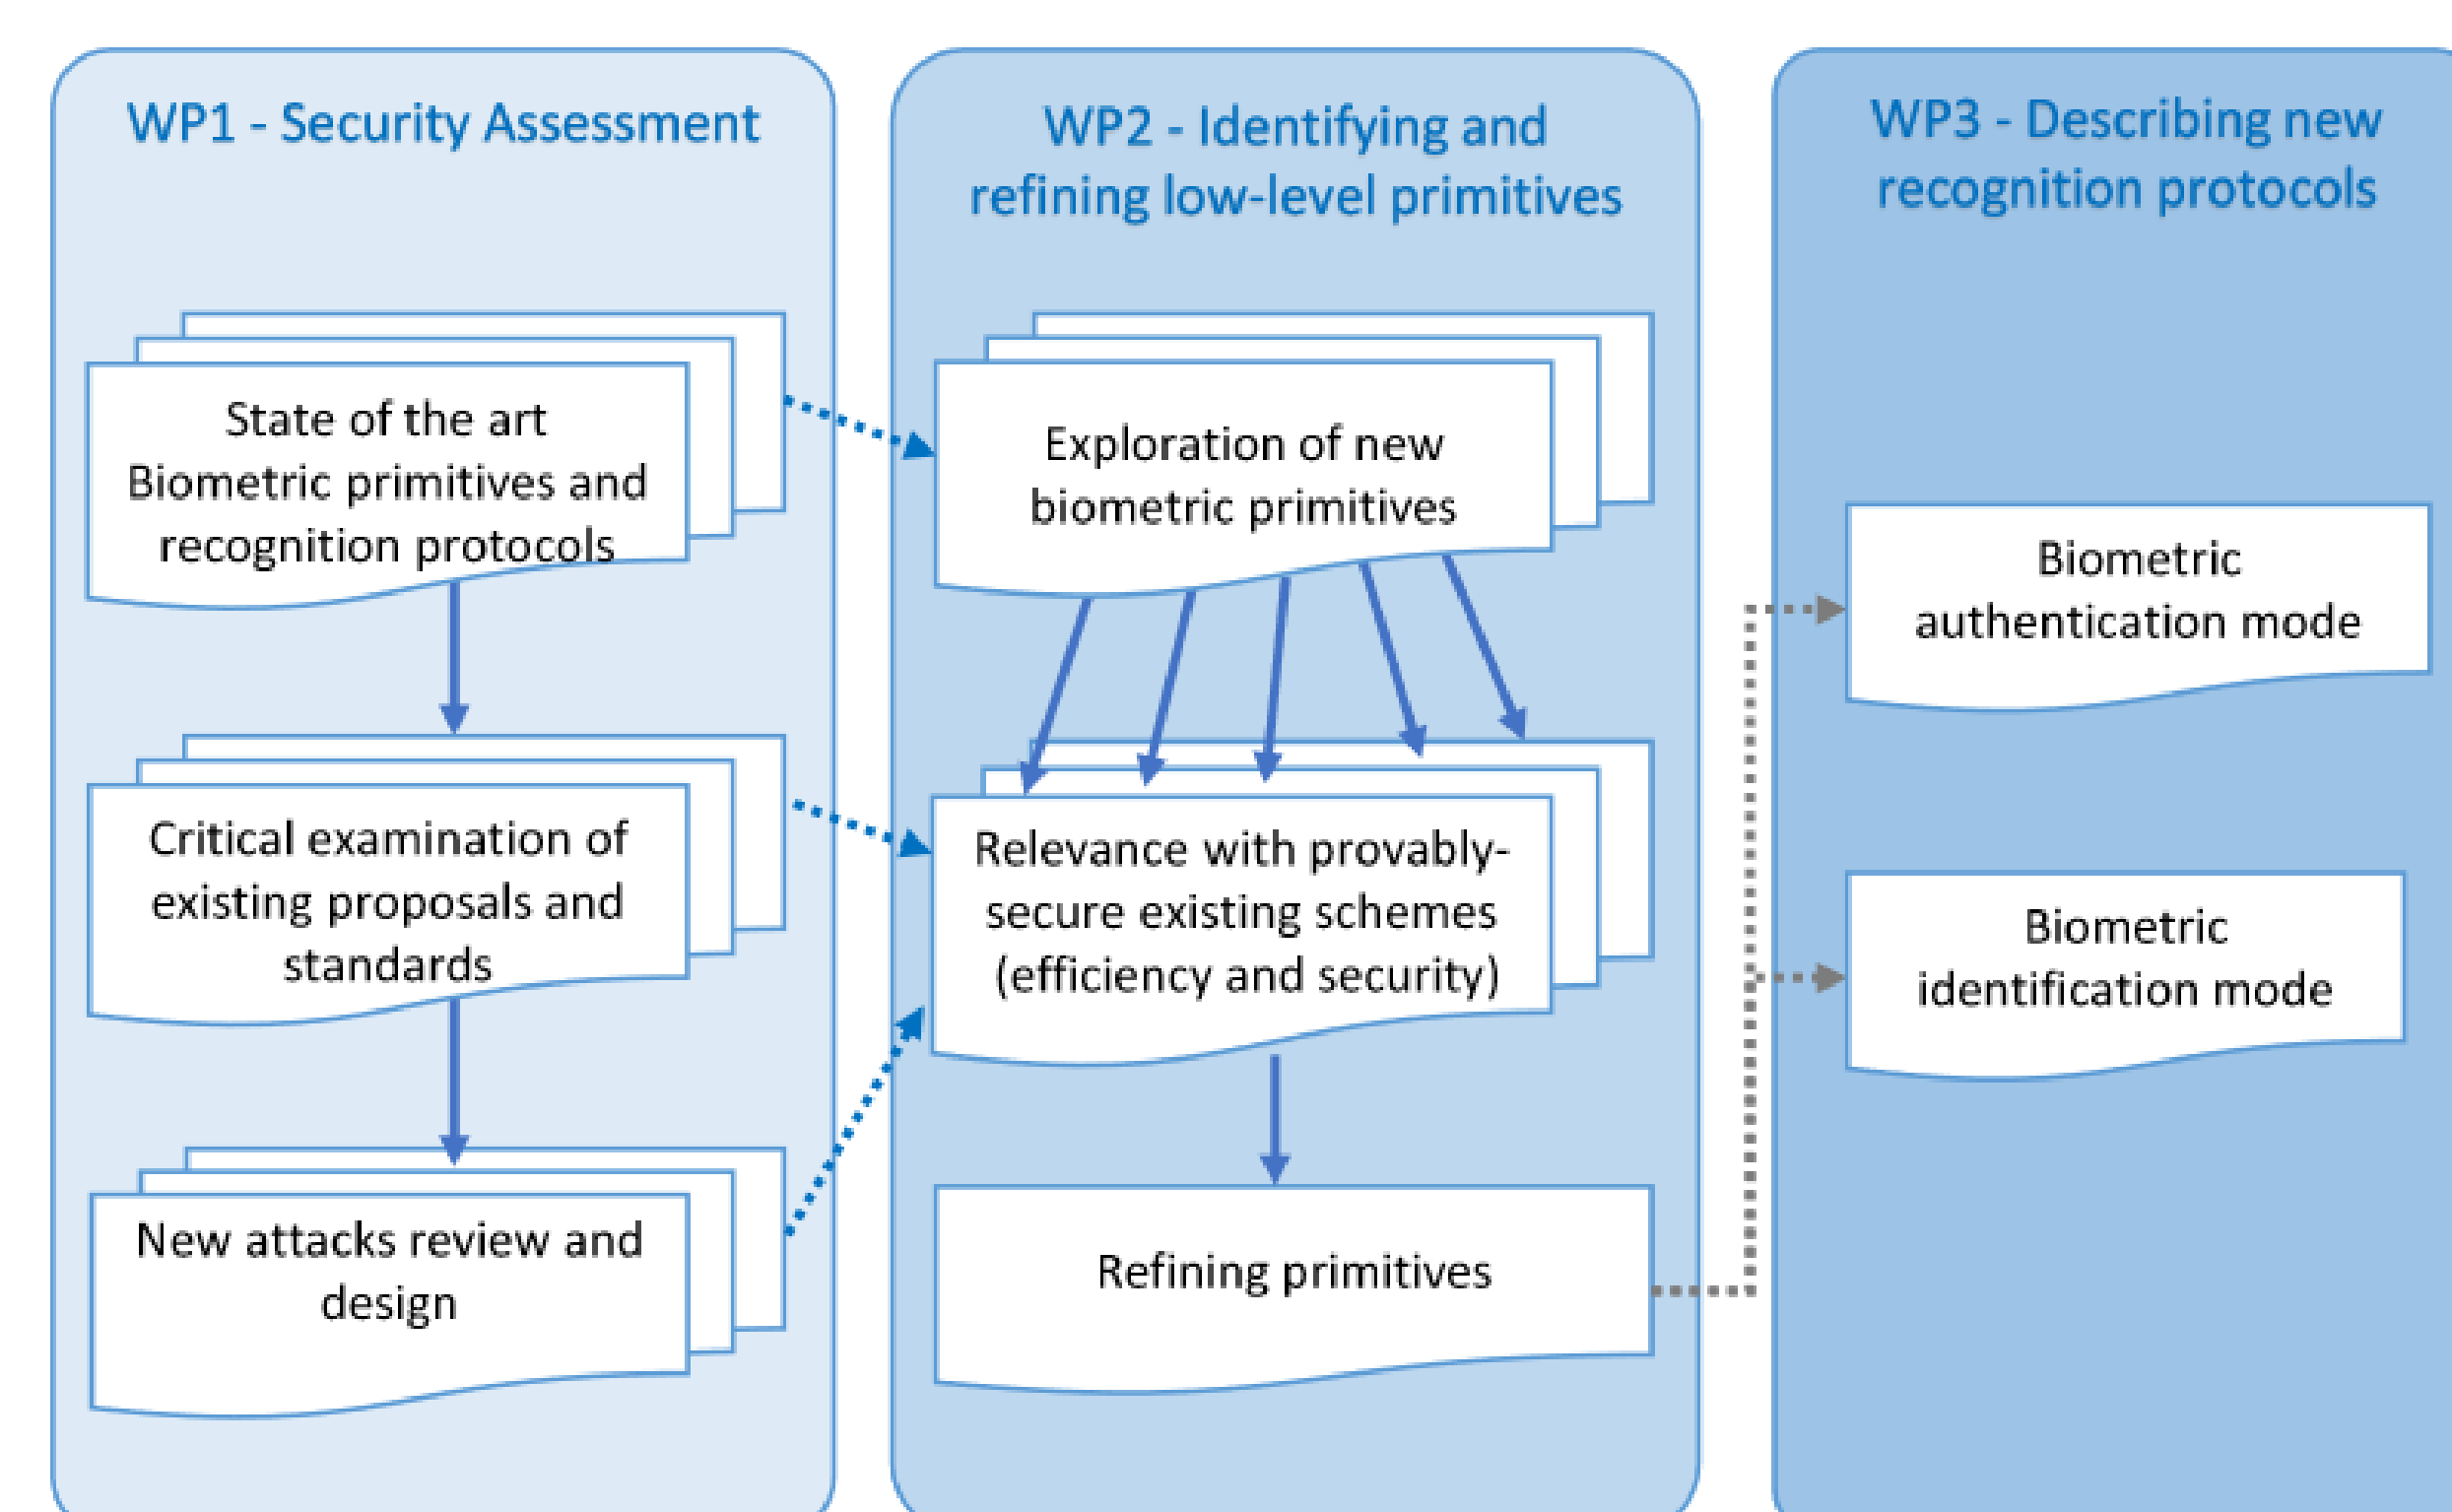 WP1 - Security Assessment
State of the art
Biometric primitives and
recognition protocols
Critical examination of
existing proposals and
standards
New attacks review and
design
WP2 - Identifying and
refining low-level primitives
Exploration of new
biometric primitives
Relevance with provably-
secure existing schemes
(efficiency and security)
Refining primitives
WP3 - Describing new
recognition protocols
Biometric
authentication mode
Biometric
identification mode